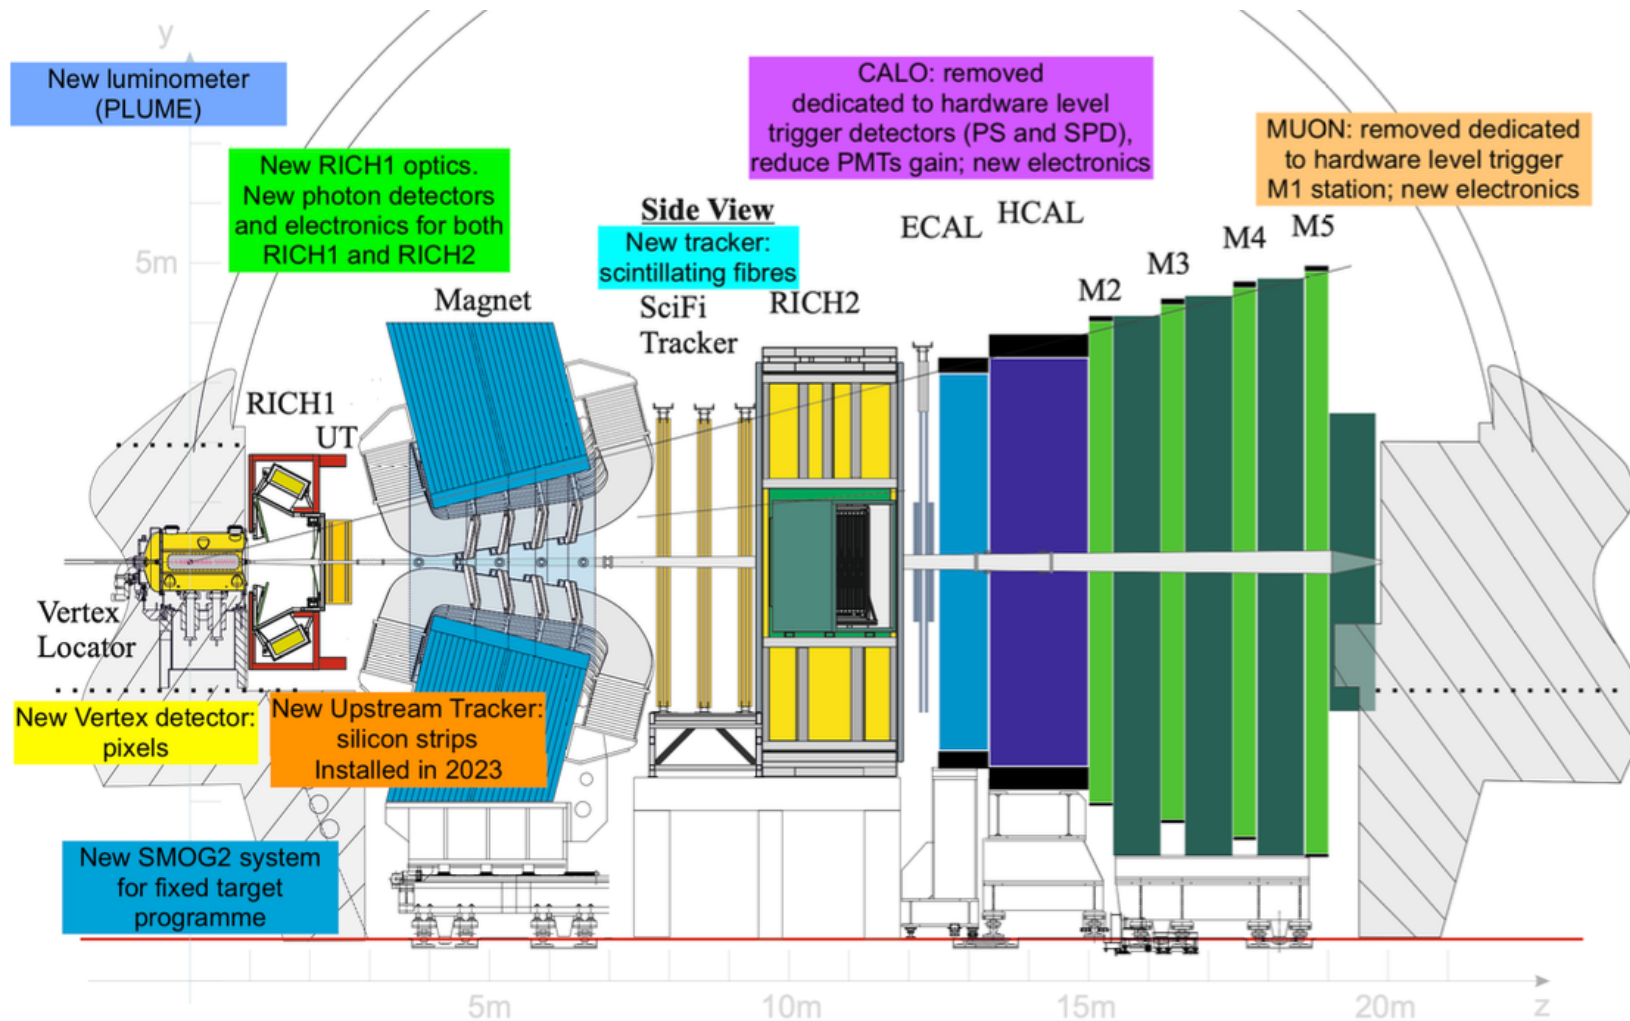 y
New luminometer
(PLUME)
CALO: removed
dedicated to hardware level
trigger detectors (PS and SPD),
reduce PMTs gain; new electronics
MUON: removed dedicated
to hardware level trigger
M1 station; new electronics
New RICH1 optics.
New photon detectors
and electronics for both
RICH1 and RICH2
Side View
New tracker:
scintillating fibres
ECAL
HCAL
M2
M3
M4
M5
5m
Magnet
SciFi
Tracker
RICH2
RICH1
UT
Vertex
Locator
New Vertex detector:
pixels
New Upstream Tracker:
silicon strips
Installed in 2023
New SMOG2 system
for fixed target
programme
5m
10m
15m
20m
z